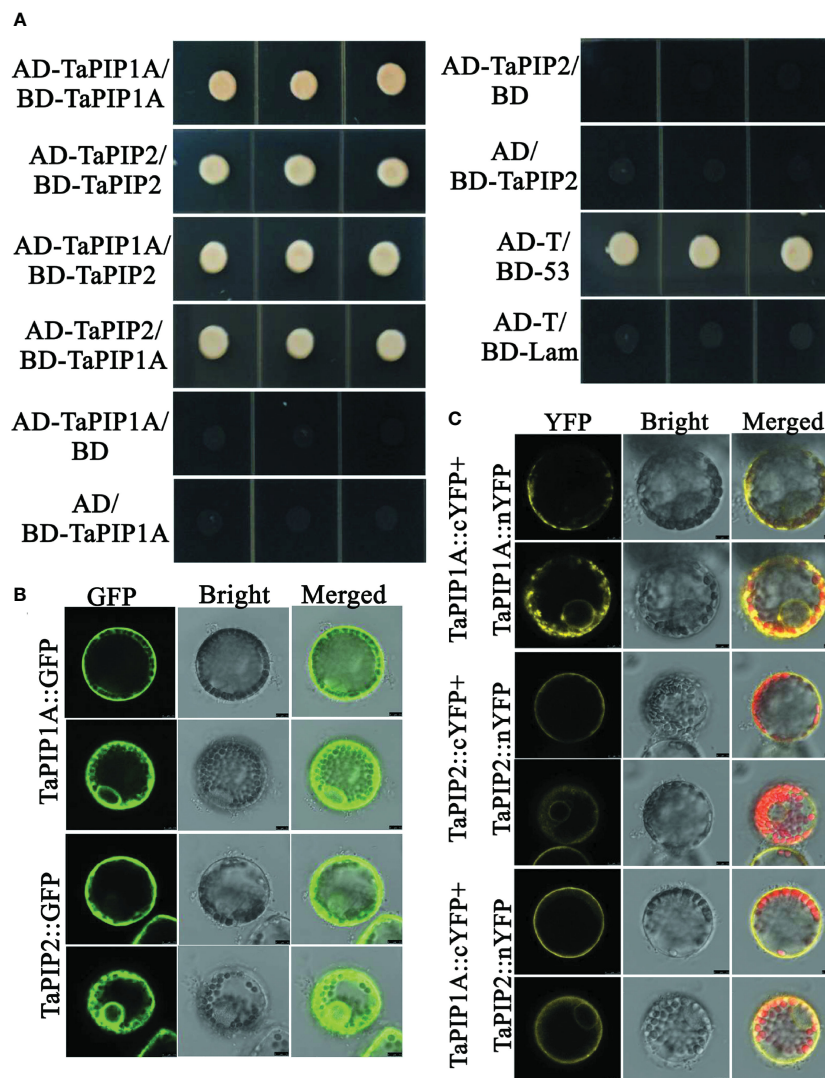 A
AD-TaPIP1A/
BD-TaPIP1A
AD-TaPIP2/
BD-TaPIP2
AD-TaPIP1A/
BD-TaPIP2
AD-TaPIP2/
BD-TaPIP1A
AD-TaPIP1A/
BD
AD/
BD-TaPIP1A
AD-TaPIP2/
BD
AD/
BD-TaPIP2
AD-T/
BD-53
AD-T/
BD-Lam
B
GFP Bright Merged
TaPIP1A::GFP
TaPIP2::GFP
C
YFP Bright Merged
TaPIP1A::cYFP+
TaPIP1A::nYFP
TaPIP2::cYFP+
TaPIP2::nYFP
TaPIP1A::cYFP+
TaPIP2::nYFP